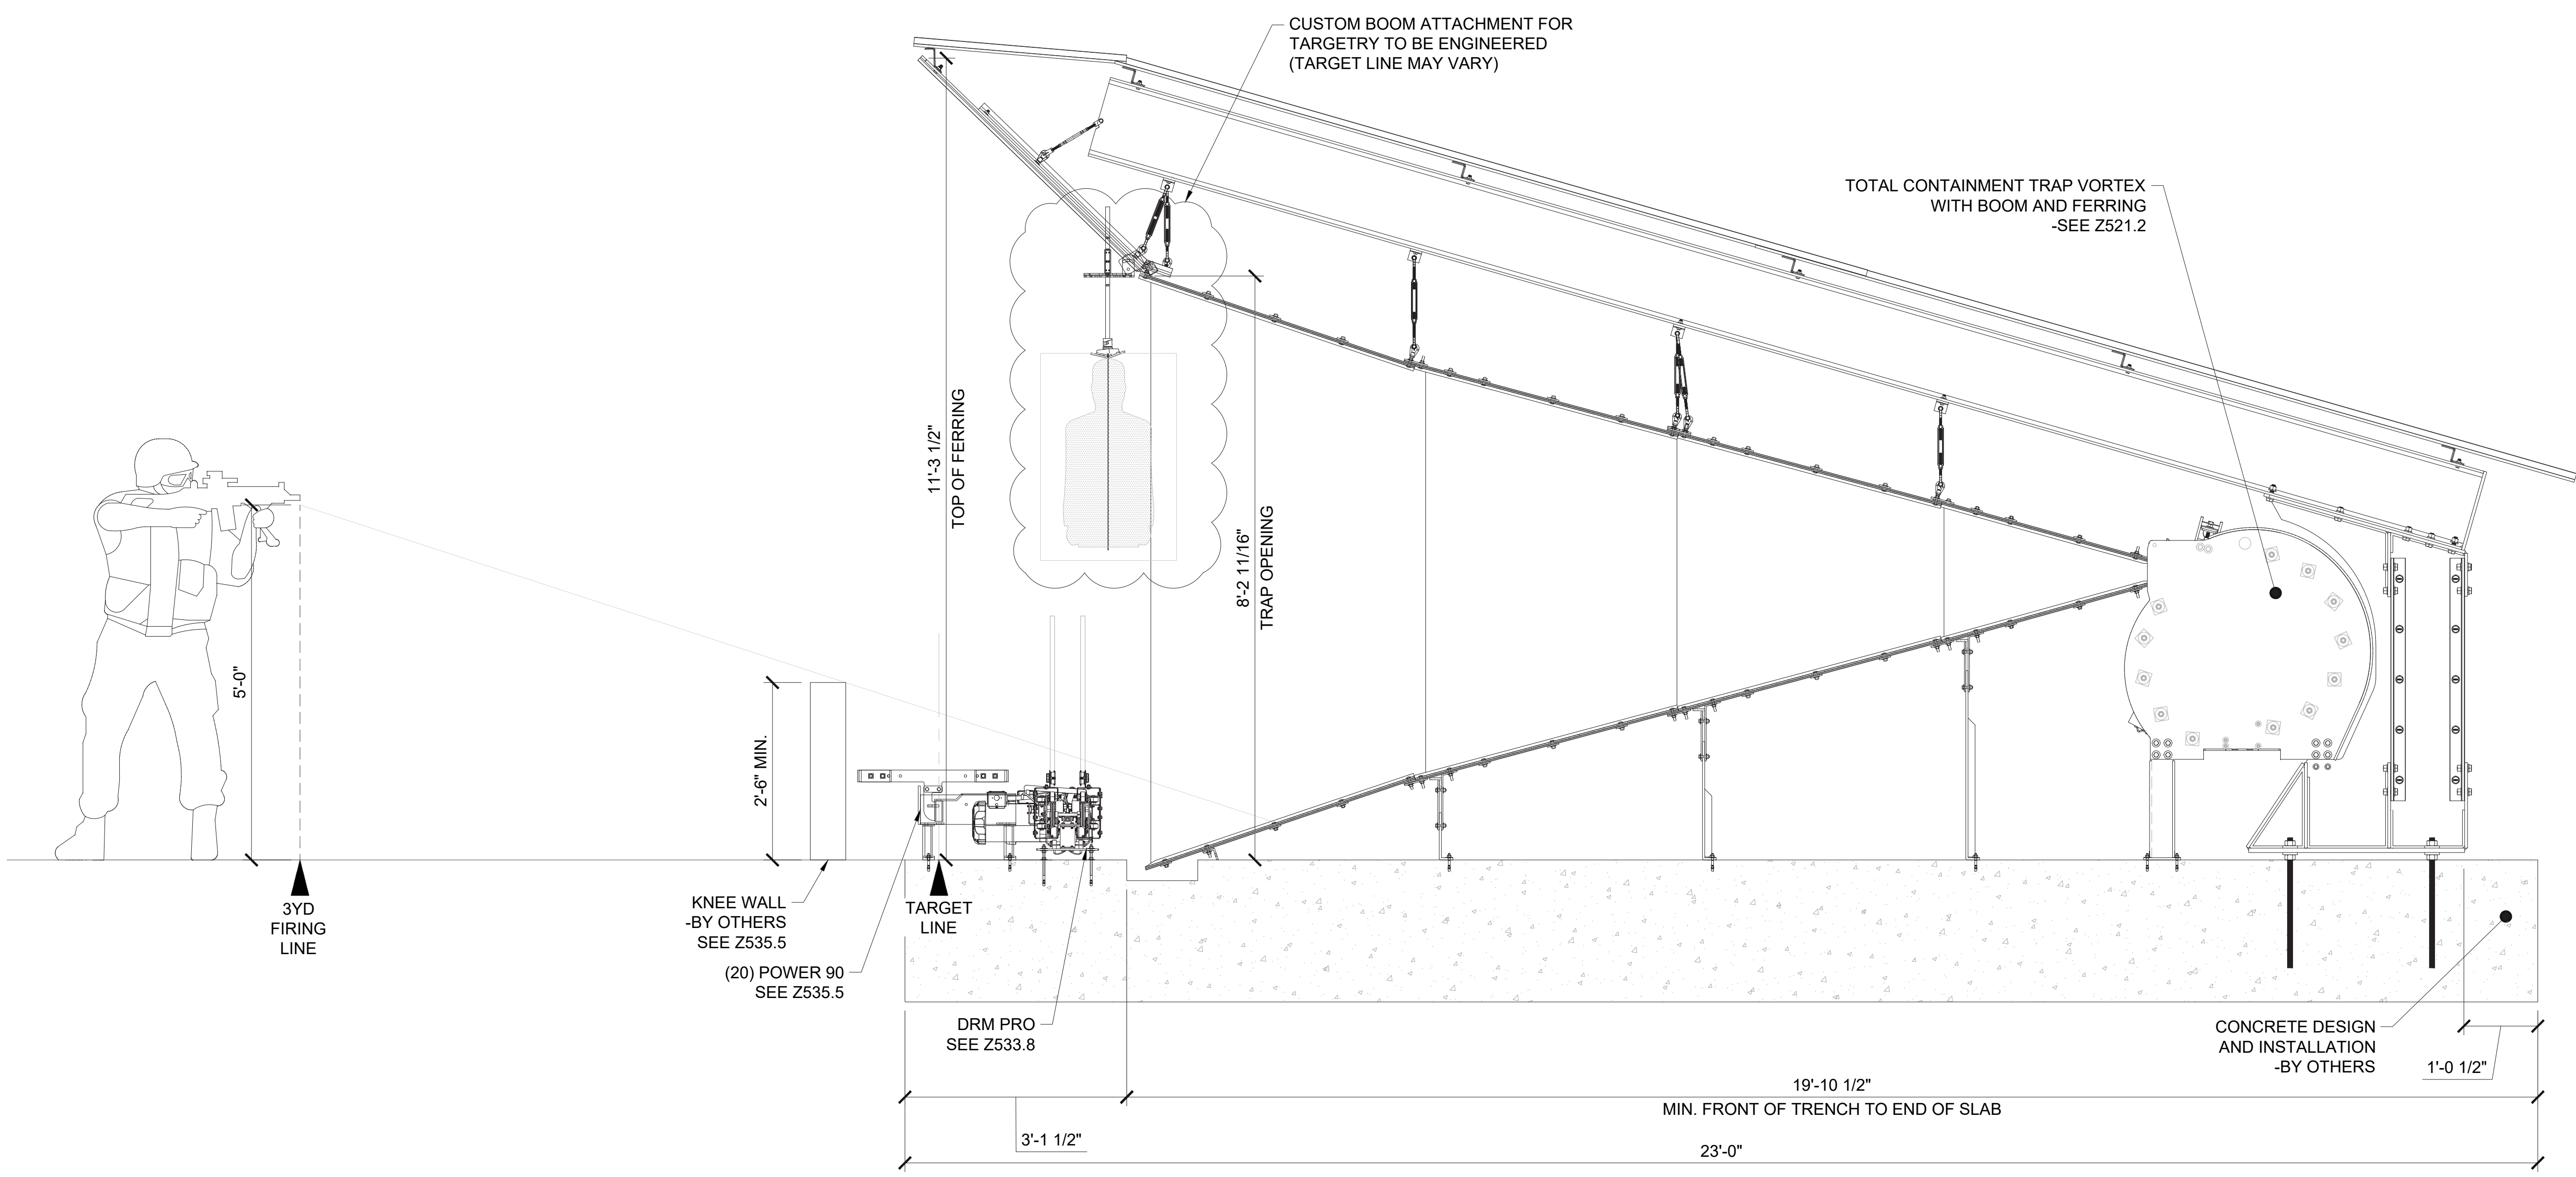 CUSTOM BOOM ATTACHMENT FOR
TARGETRY TO BE ENGINEERED
(TARGET LINE MAY VARY)
TOTAL CONTAINMENT TRAP VORTEX
WITH BOOM AND FERRING
-SEE Z521.2
11'-3 1/2"
TOP OF FERRING
8'-2 11/16"
TRAP OPENING
5'-0"
2'-6" MIN.
3YD
FIRING
LINE
KNEE WALL
-BY OTHERS
SEE Z535.5
TARGET
LINE
(20) POWER 90
SEE Z535.5
DRM PRO
SEE Z533.8
CONCRETE DESIGN
AND INSTALLATION
-BY OTHERS
1'-0 1/2"
19'-10 1/2"
MIN. FRONT OF TRENCH TO END OF SLAB
3'-1 1/2"
23'-0"